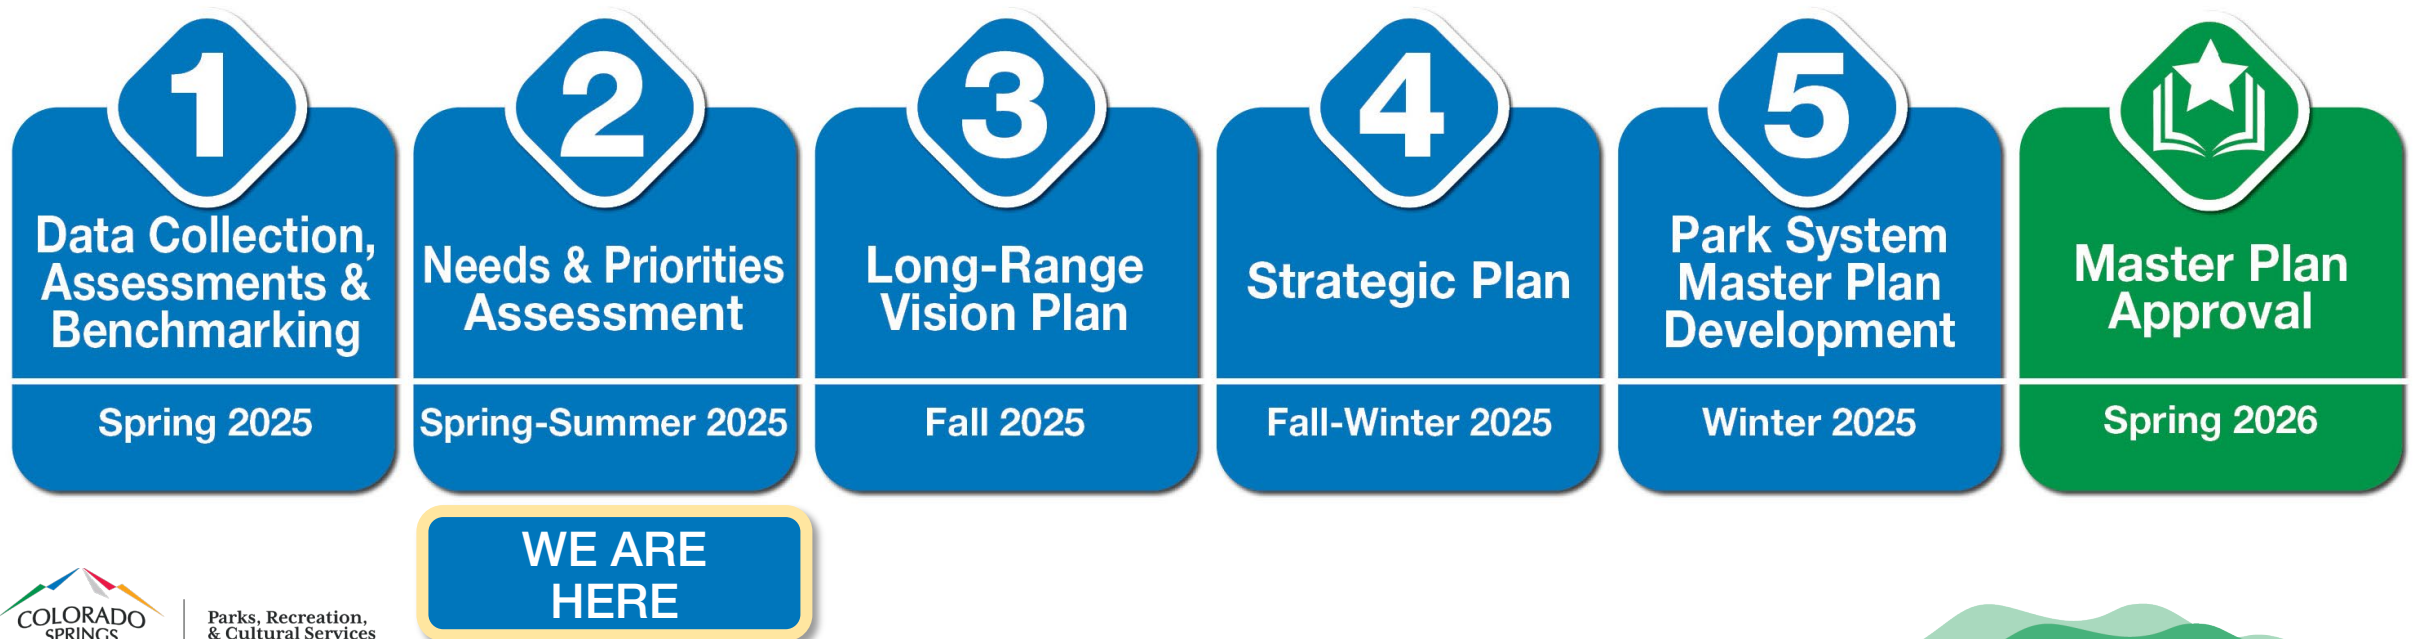 1
Data Collection,
Assessments &
Benchmarking
Spring 2025
2
Needs & Priorities
Assessment
Spring-Summer 2025
3
Long-Range
Vision Plan
Fall 2025
4
Strategic Plan
Fall-Winter 2025
5
Park System
Master Plan
Development
Winter 2025
Master Plan
Approval
Spring 2026
WE ARE
HERE
COLORADO
SPRINGS
Parks, Recreation,
& Cultural Services